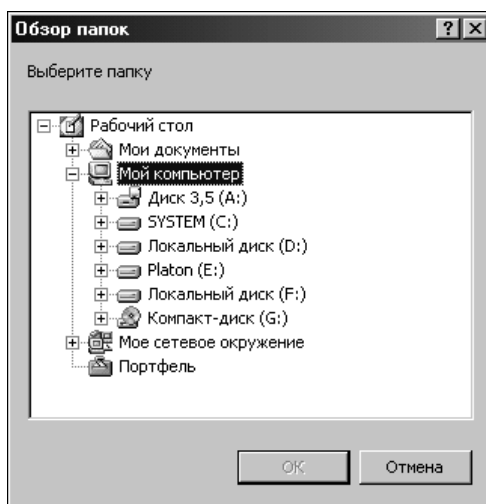 Обзор папок
Выберите папку
Рабочий стол
Мои документы
Мой компьютер
Диск 3,5 (A:)
SYSTEM (C:)
Локальный диск (D:)
Platon (E:)
Локальный диск (F:)
Компакт-диск (G:)
Мое сетевое окружение
Портфель
ОК Отмена